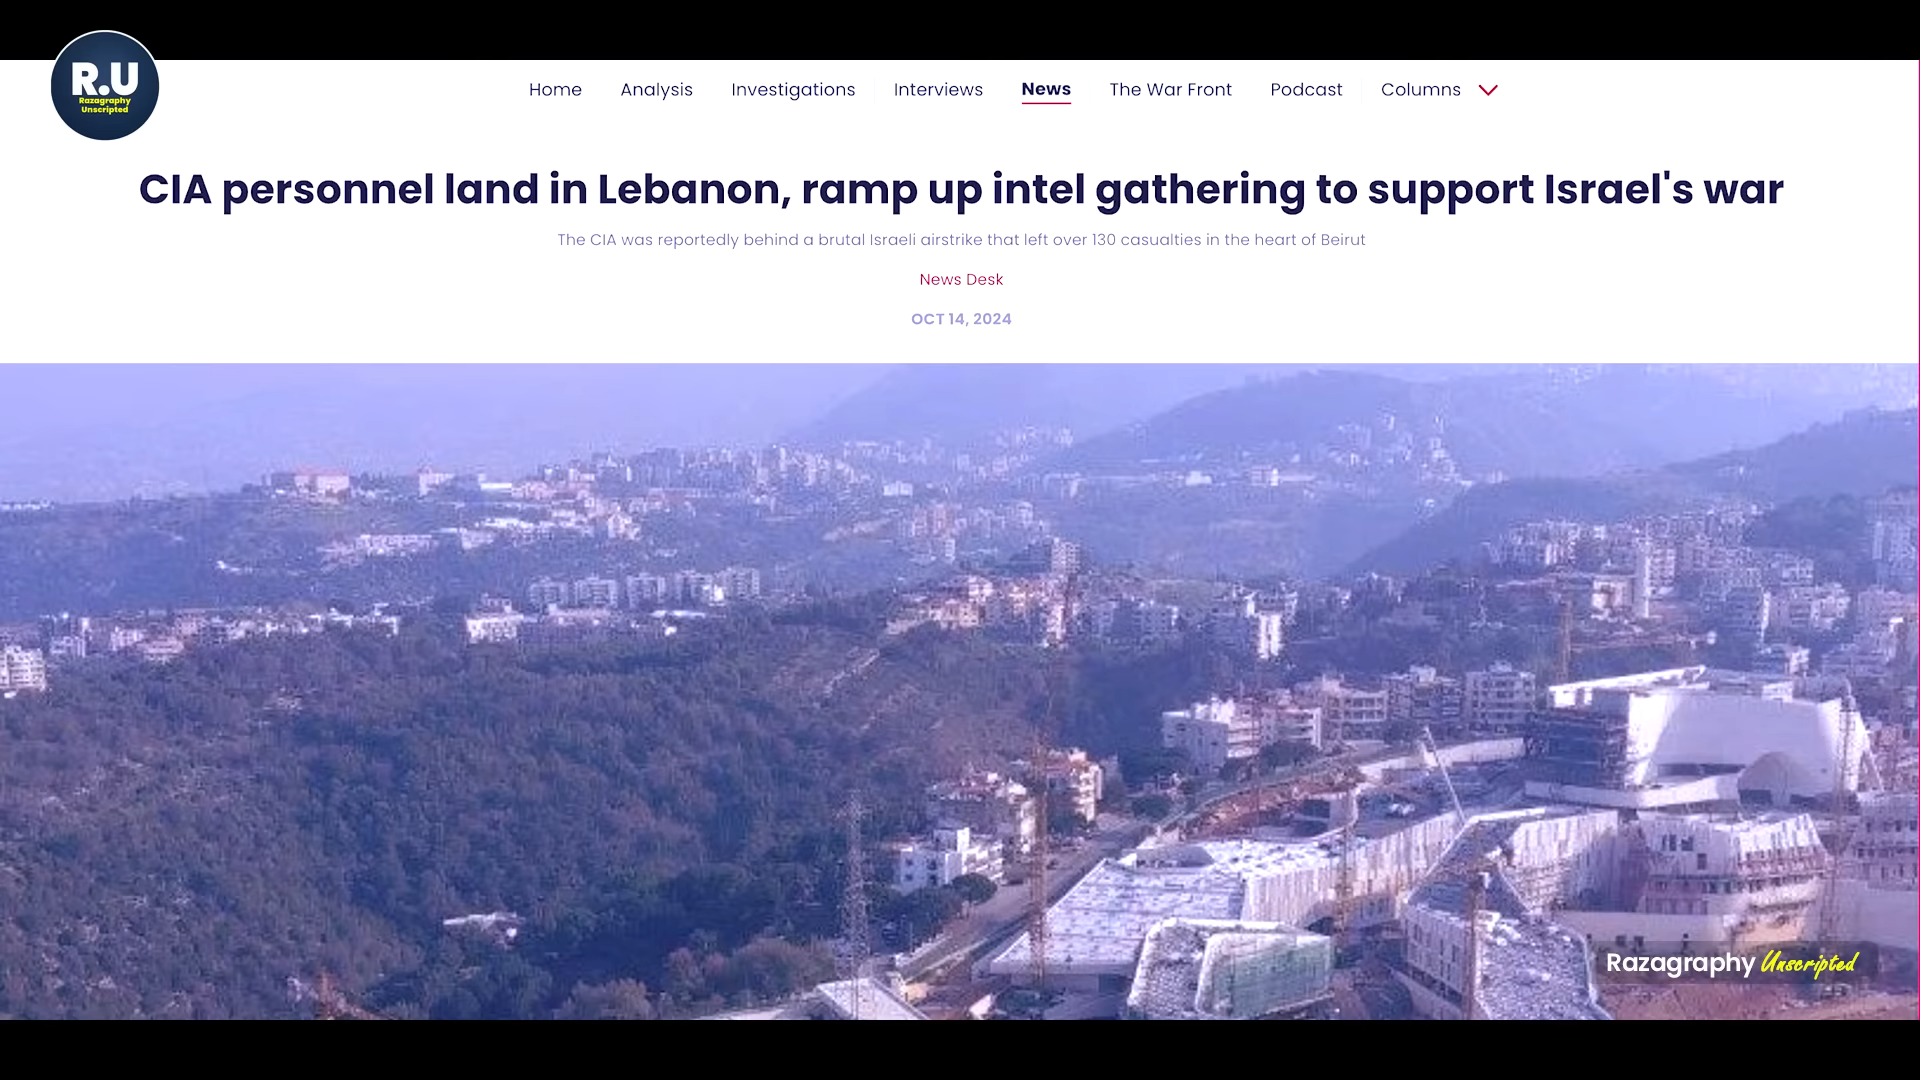 R.U
Razagraphy
Unscripted
Home Analysis Investigations Interviews News The War Front Podcast Columns
CIA personnel land in Lebanon, ramp up intel gathering to support Israel's war
The CIA was reportedly behind a brutal Israeli airstrike that left over 130 casualties in the heart of Beirut
News Desk
OCT 14, 2024
Razagraphy Unscripted